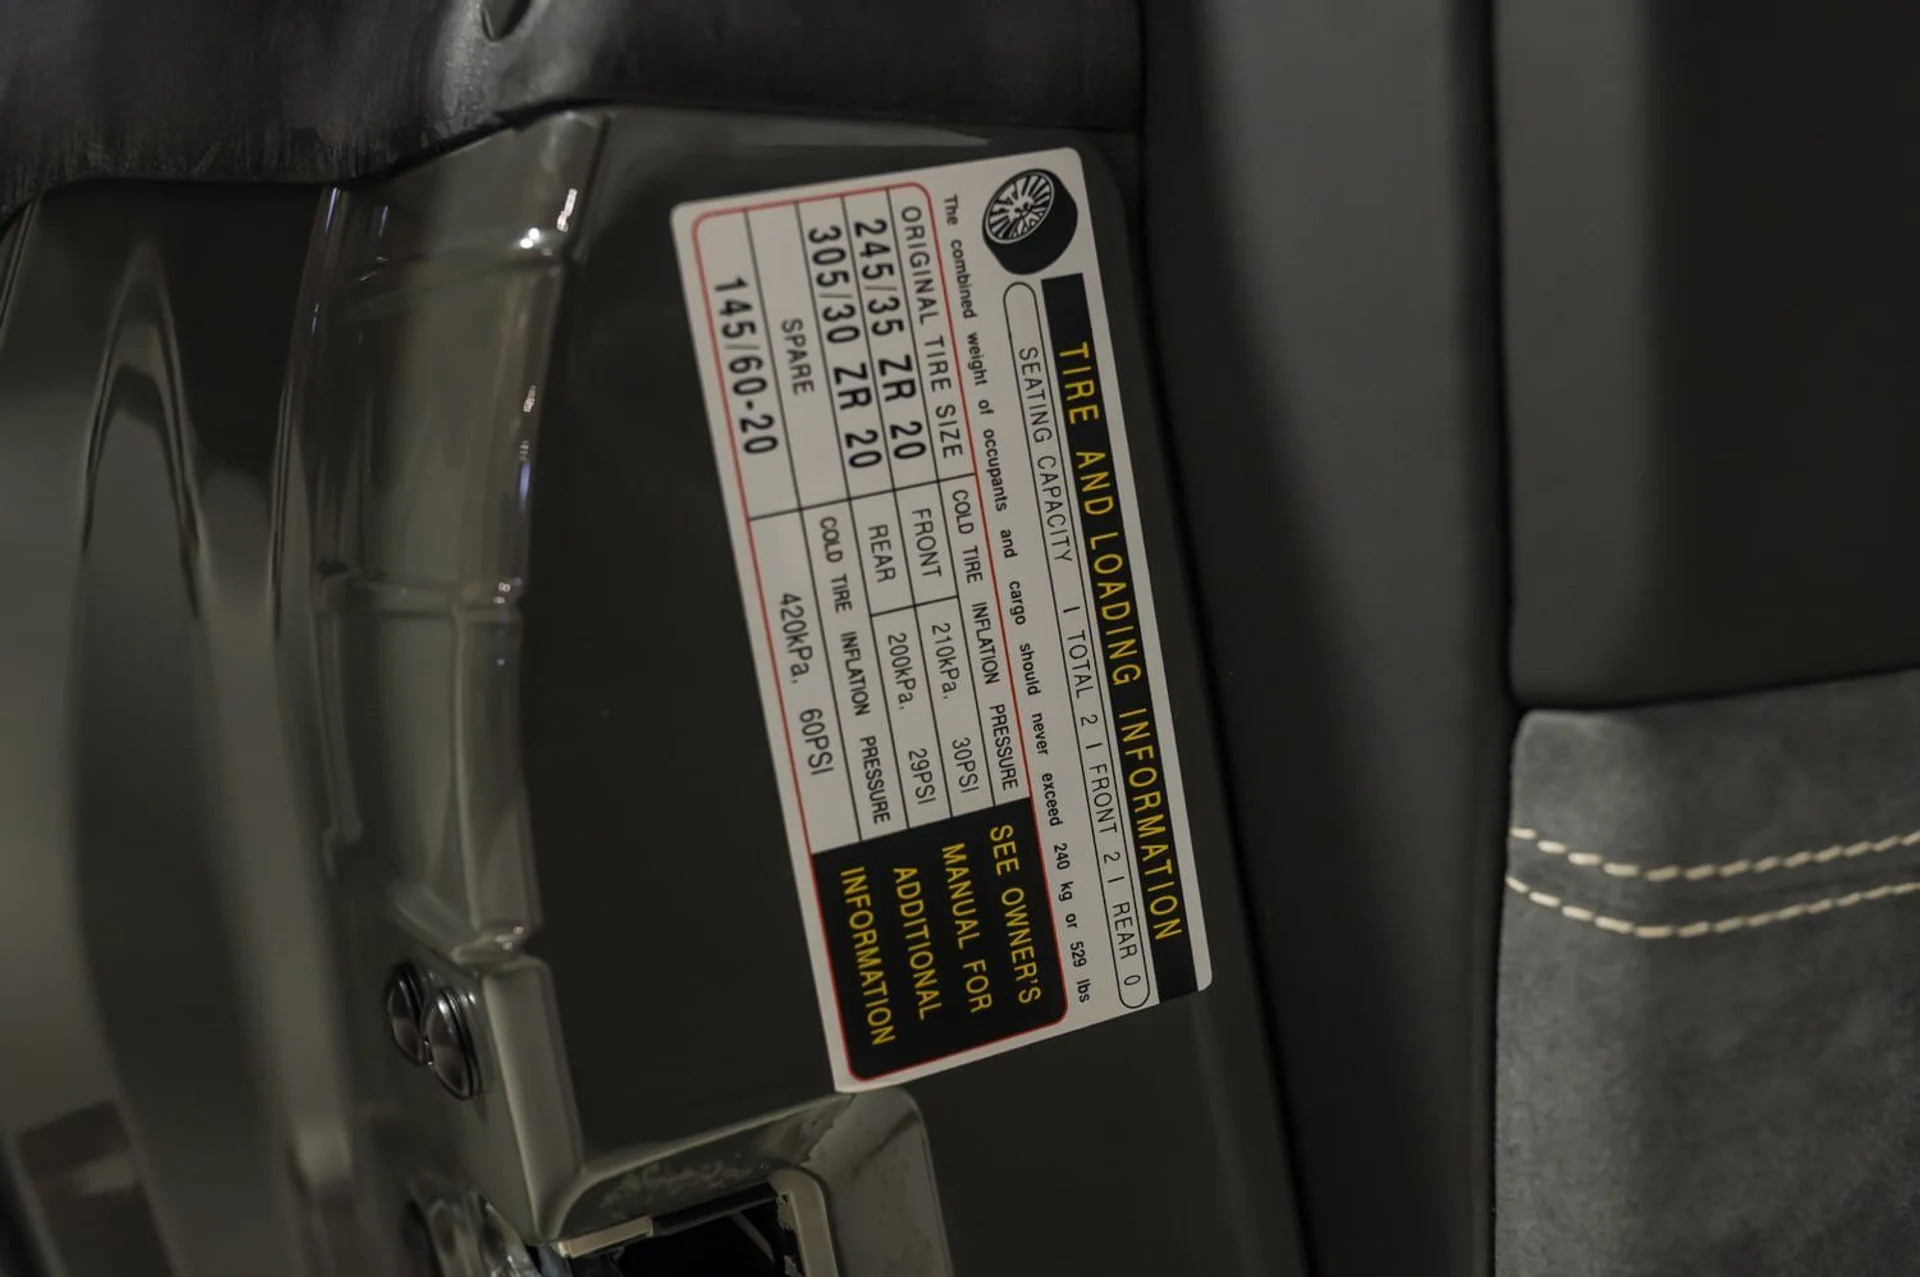 TIRE AND LOADING INFORMATION
SEATING CAPACITY | TOTAL 2 | FRONT 2 | REAR 0
The combined weight of occupants and cargo should never exceed 240 kg or 529 lbs
ORIGINAL TIRE SIZE COLD TIRE INFLATION PRESSURE
245/35 ZR 20 FRONT 210kPa, 30PSI
305/30 ZR 20 REAR 200kPa, 29PSI
SPARE COLD TIRE INFLATION PRESSURE
145/60-20 420kPa, 60PSI
SEE OWNER'S
MANUAL FOR
ADDITIONAL
INFORMATION